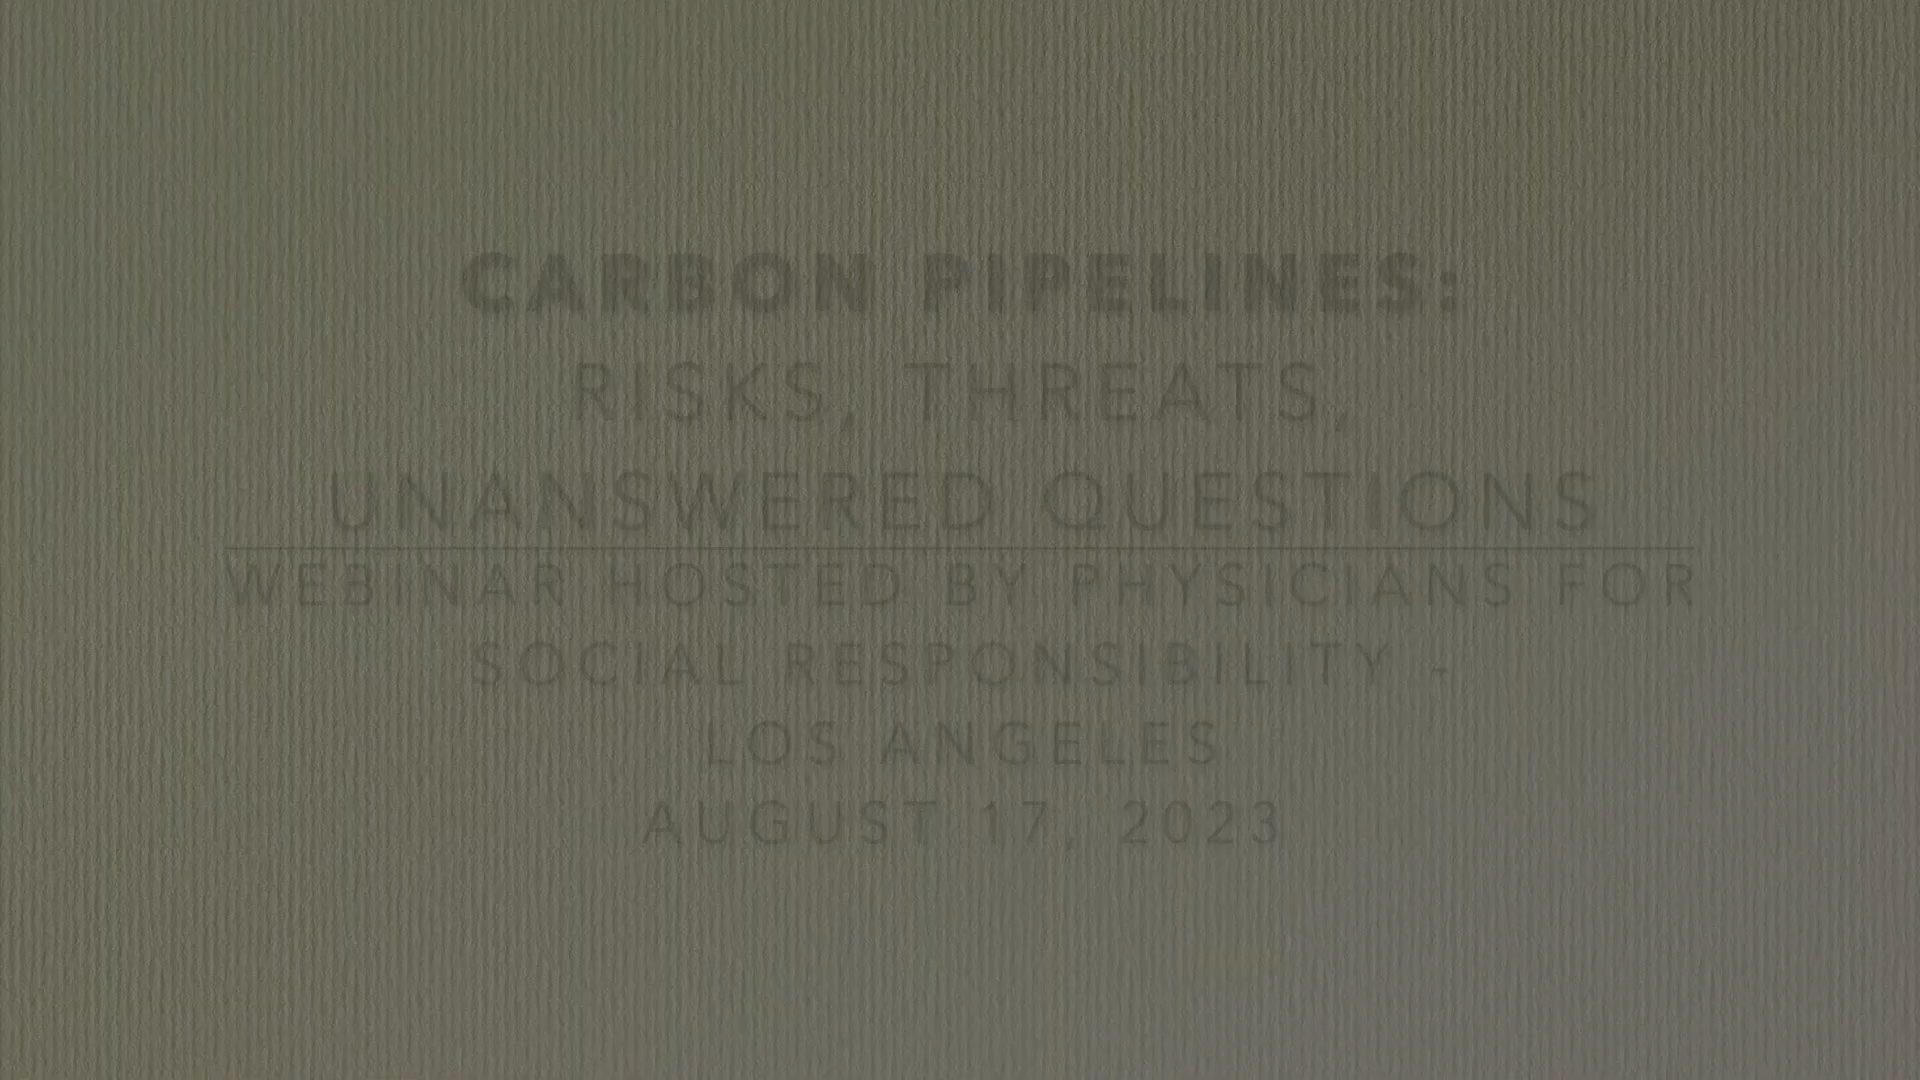 CARBON PIPELINES:
RISKS, THREATS,
UNANSWERED QUESTIONS
WEBINAR HOSTED BY PHYSICIANS FOR
SOCIAL RESPONSIBILITY -
LOS ANGELES
AUGUST 17, 2023